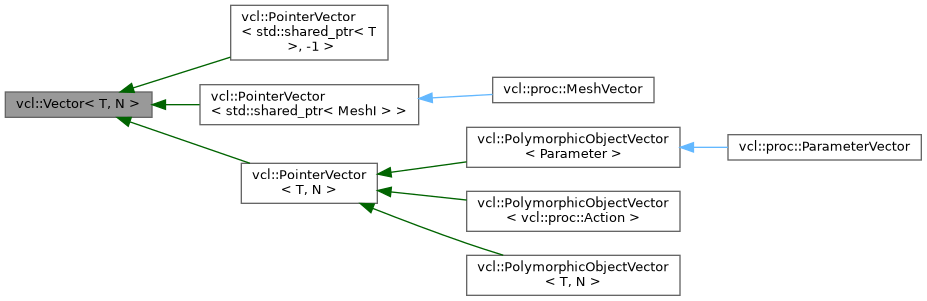 vcl::PointerVector
< std::shared_ptr< T
>, -1 >
vcl::Vector< T, N >
vcl::PointerVector
< std::shared_ptr< MeshI > >
vcl::proc::MeshVector
vcl::PointerVector
< T, N >
vcl::PolymorphicObjectVector
< Parameter >
vcl::proc::ParameterVector
vcl::PolymorphicObjectVector
< vcl::proc::Action >
vcl::PolymorphicObjectVector
< T, N >